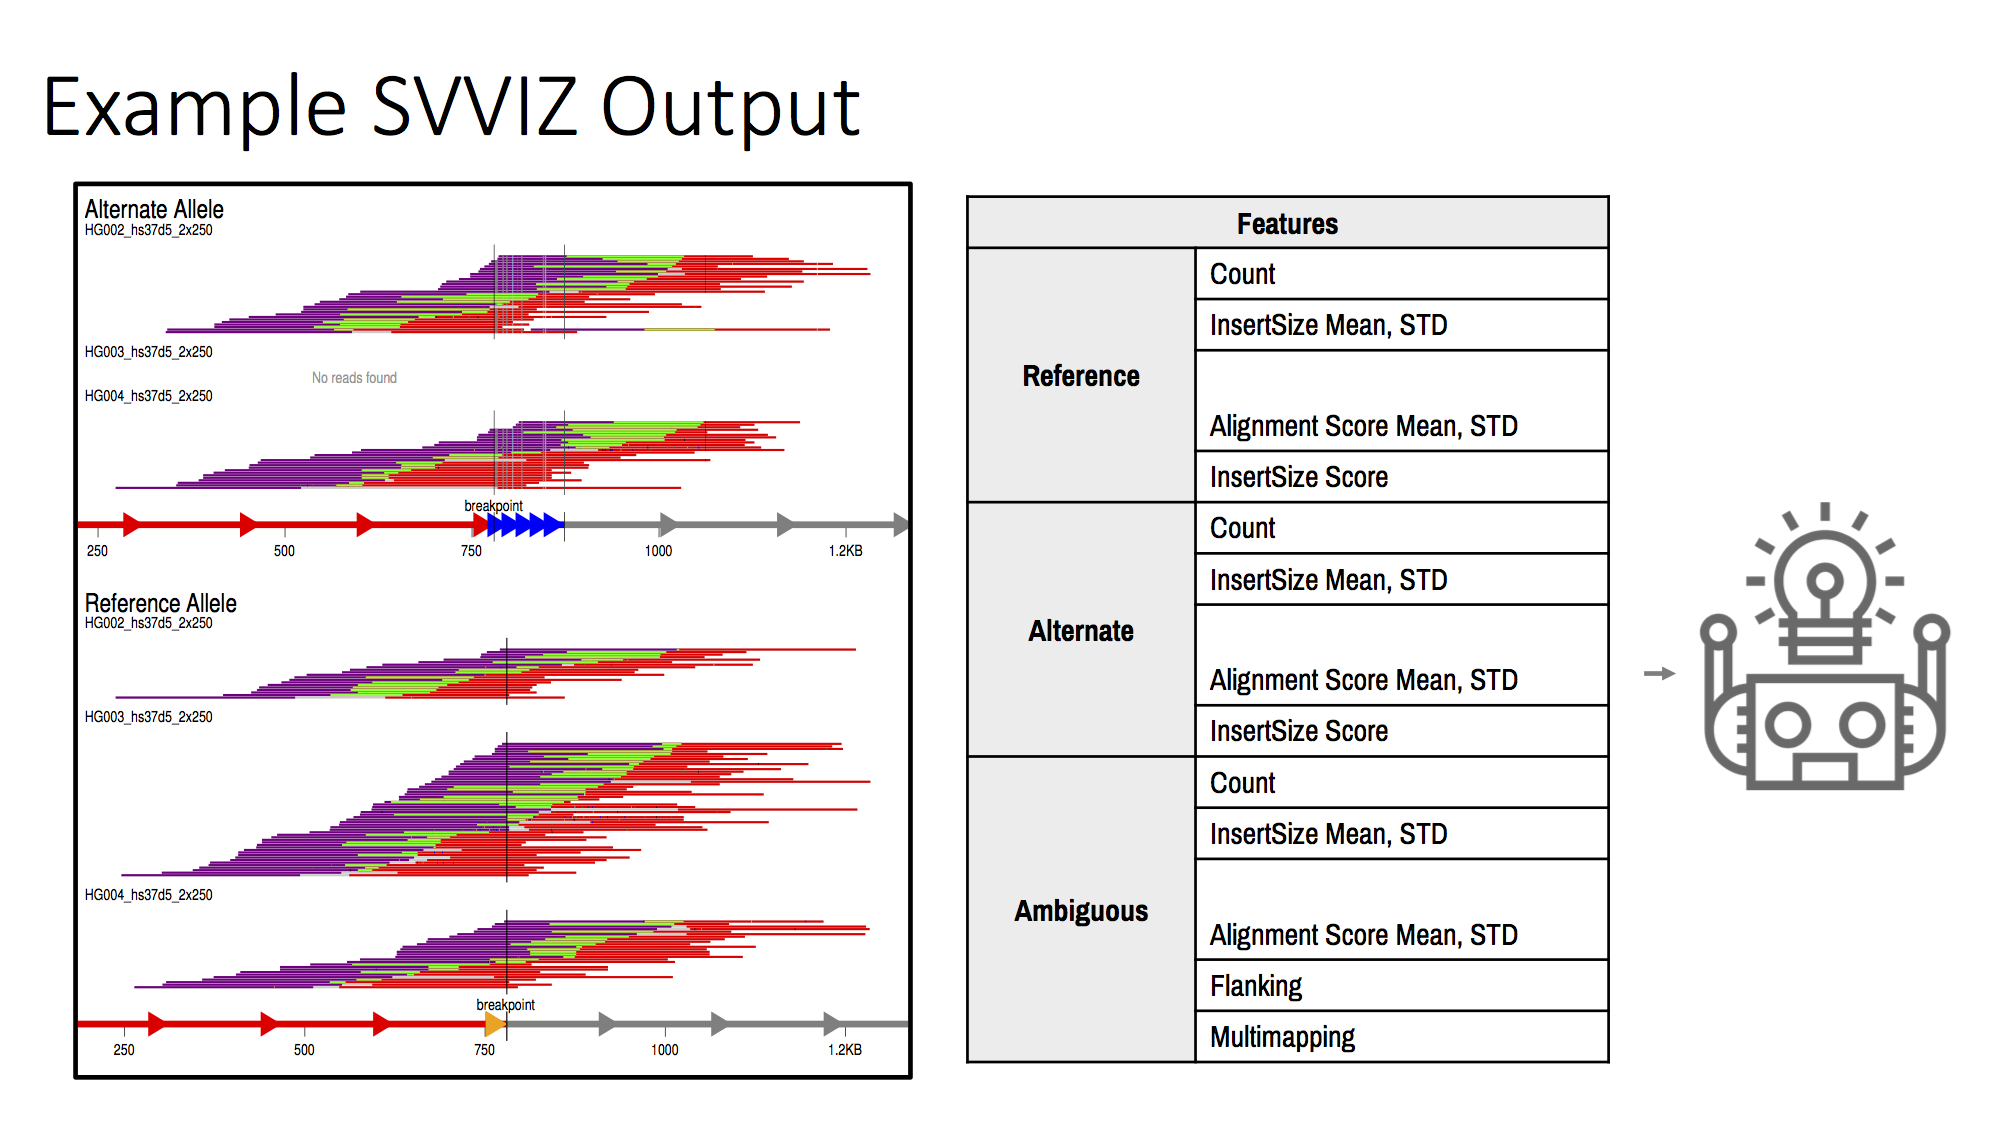 Example SVVIZ Output
Alternate Allele
HG002_hs37d5_2x250
HG003_hs37d5_2x250
No reads found
HG004_hs37d5_2x250
breakpoint
250 500 750 1000 1.2KB
Reference Allele
HG002_hs37d5_2x250
HG003_hs37d5_2x250
HG004_hs37d5_2x250
breakpoint
250 500 750 1000 1.2KB
Features
Reference
Count
InsertSize Mean, STD
Alignment Score Mean, STD
InsertSize Score
Alternate
Count
InsertSize Mean, STD
Alignment Score Mean, STD
InsertSize Score
Ambiguous
Count
InsertSize Mean, STD
Alignment Score Mean, STD
Flanking
Multimapping